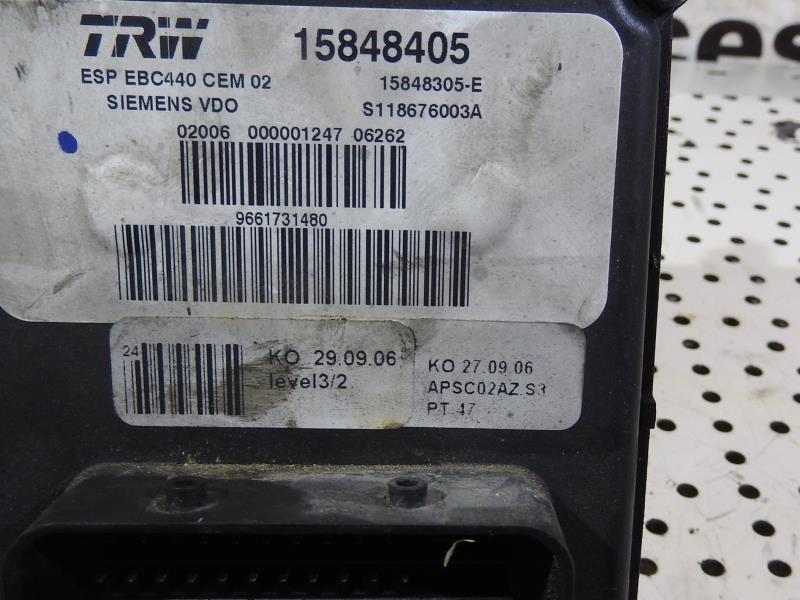 TRW 15848405
ESP EBC440 CEM 02 15848305-E
SIEMENS VDO S118676003A
02006 000001247 06262
9661731480
24
KO 29.09.06
level3/2
KO 27.09.06
APSC02AZ.S3
PT 47